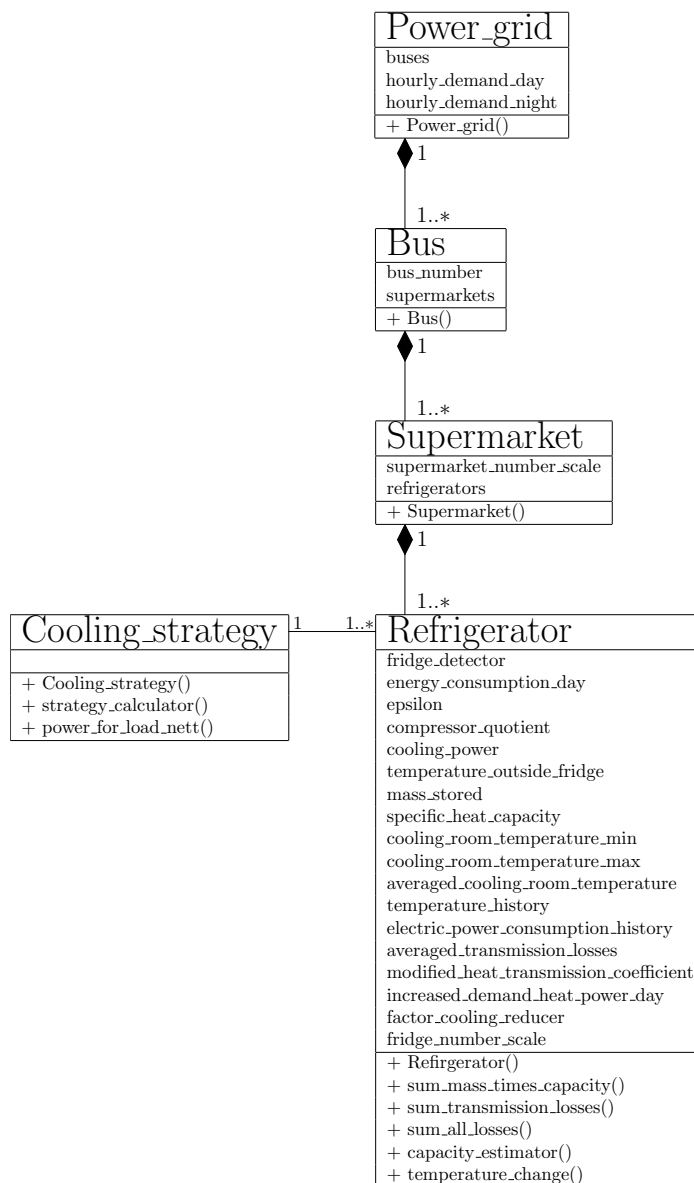 Power_grid
buses
hourly_demand_day
hourly_demand_night
+ Power_grid()
1
1..*
Bus
bus_number
supermarkets
+ Bus()
1
1..*
Supermarket
supermarket_number_scale
refrigerators
+ Supermarket()
1
1..*
Cooling_strategy
+ Cooling_strategy()
+ strategy_calculator()
+ power_for_load_nett()
1
1..*
Refrigerator
fridge_detector
energy_consumption_day
epsilon
compressor_quotient
cooling_power
temperature_outside_fridge
mass_stored
specific_heat_capacity
cooling_room_temperature_min
cooling_room_temperature_max
averaged_cooling_room_temperature
temperature_history
electric_power_consumption_history
averaged_transmission_losses
modified_heat_transmission_coefficient
increased_demand_heat_power_day
factor_cooling_reducer
fridge_number_scale
+ Refirgerator()
+ sum_mass_times_capacity()
+ sum_transmission_losses()
+ sum_all_losses()
+ capacity_estimator()
+ temperature_change()